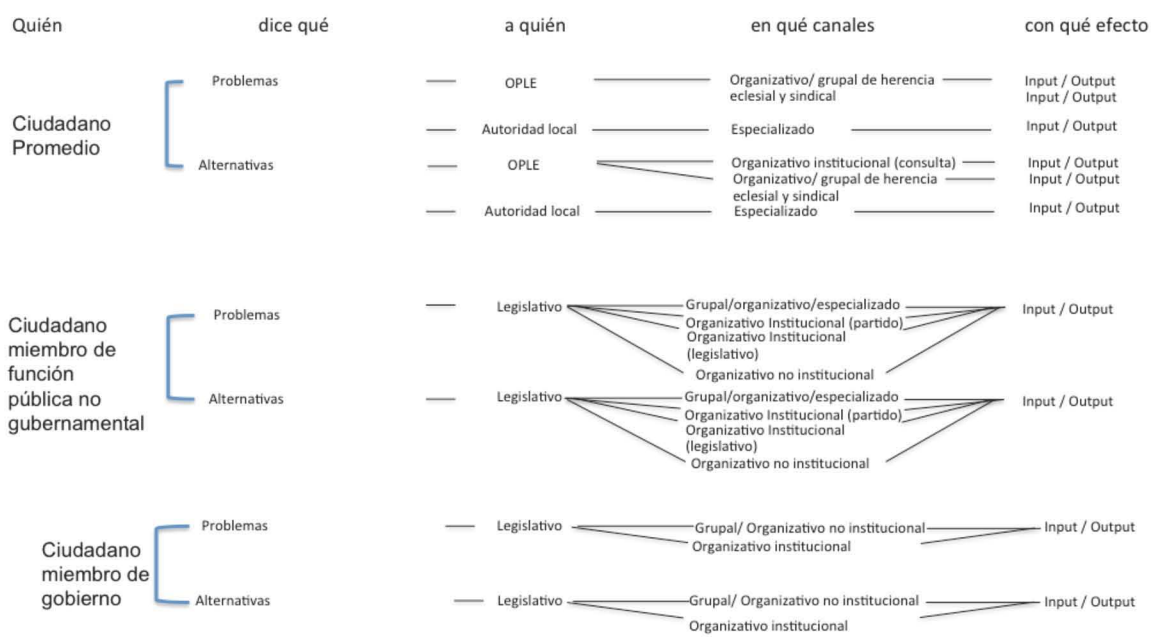 Quién dice qué a quién en qué canales con qué efecto
Problemas OPLE Organizativo/ grupal de herencia Input / Output
eclesial y sindical Input / Output
Ciudadano
Promedio
Autoridad local Especializado Input / Output
Alternativas OPLE Organizativo institucional (consulta) Input / Output
Organizativo/ grupal de herencia Input / Output
eclesial y sindical
Autoridad local Especializado Input / Output
Ciudadano
miembro de
función
pública no
gubernamental
Problemas Legislativo Grupal/organizativo/especializado Input / Output
Organizativo Institucional (partido)
Organizativo Institucional
(legislativo)
Organizativo no institucional
Alternativas Legislativo Grupal/organizativo/especializado Input / Output
Organizativo Institucional (partido)
Organizativo Institucional
(legislativo)
Organizativo no institucional
Ciudadano
miembro de
gobierno
Problemas Legislativo Grupal/ Organizativo no institucional Input / Output
Organizativo institucional
Alternativas Legislativo Grupal/ Organizativo no institucional Input / Output
Organizativo institucional